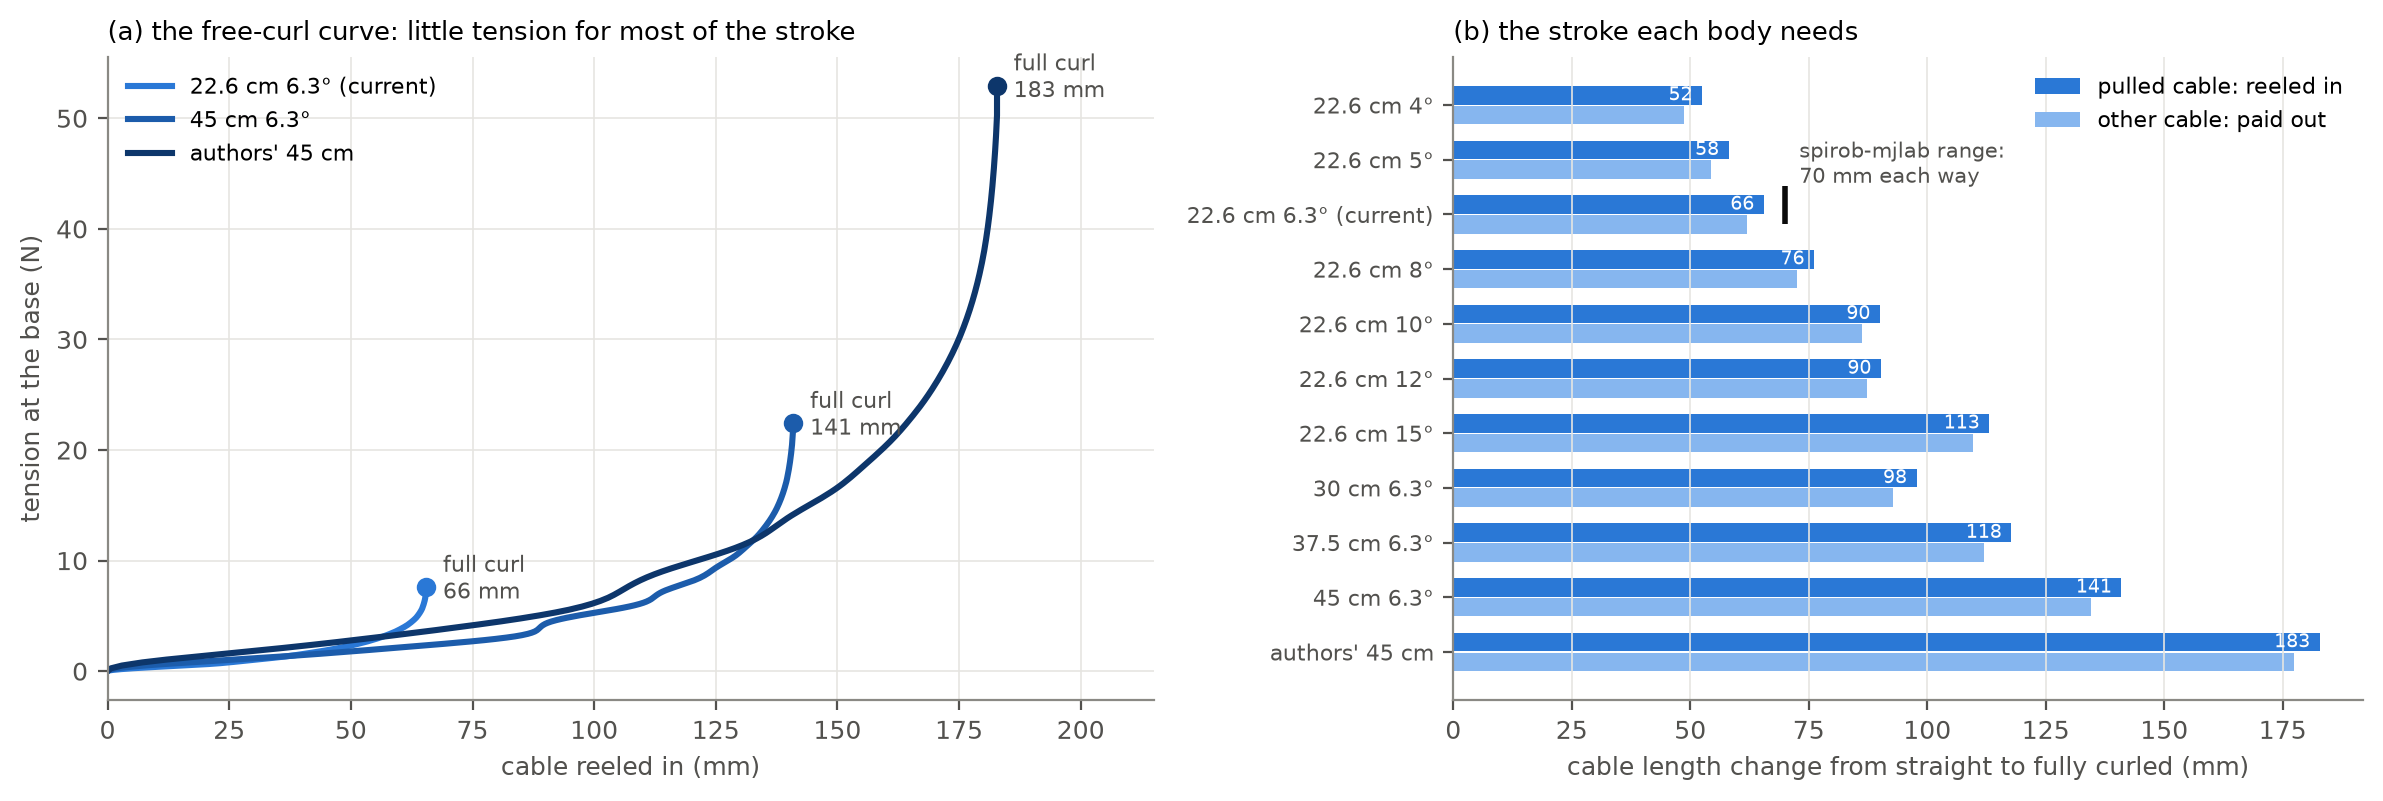 (a) the free-curl curve: little tension for most of the stroke
22.6 cm 6.3° (current)
45 cm 6.3°
authors' 45 cm
full curl
183 mm
full curl
141 mm
full curl
66 mm
50
40
30
20
10
0
tension at the base (N)
0 25 50 75 100 125 150 175 200
cable reeled in (mm)
(b) the stroke each body needs
pulled cable: reeled in
other cable: paid out
spirob-mjlab range:
70 mm each way
22.6 cm 4° 52
22.6 cm 5° 58
22.6 cm 6.3° (current) 66
22.6 cm 8° 76
22.6 cm 10° 90
22.6 cm 12° 90
22.6 cm 15° 113
30 cm 6.3° 98
37.5 cm 6.3° 118
45 cm 6.3° 141
authors' 45 cm 183
0 25 50 75 100 125 150 175
cable length change from straight to fully curled (mm)